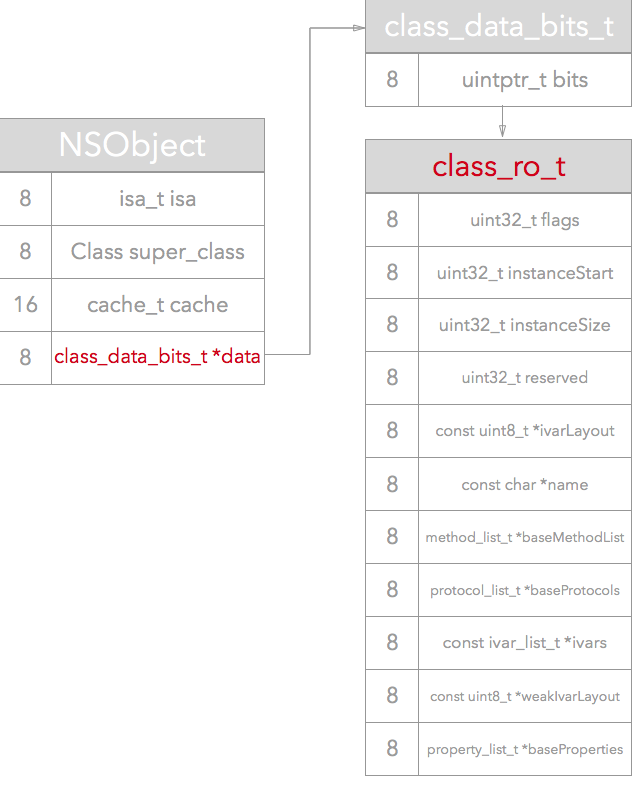 class_data_bits_t
8 uintptr_t bits
NSObject
8 isa_t isa
8 Class super_class
16 cache_t cache
8 class_data_bits_t *data
class_ro_t
8 uint32_t flags
8 uint32_t instanceStart
8 uint32_t instanceSize
8 uint32_t reserved
8 const uint8_t *ivarLayout
8 const char *name
8 method_list_t *baseMethodList
8 protocol_list_t *baseProtocols
8 const ivar_list_t *ivars
8 const uint8_t *weakIvarLayout
8 property_list_t *baseProperties